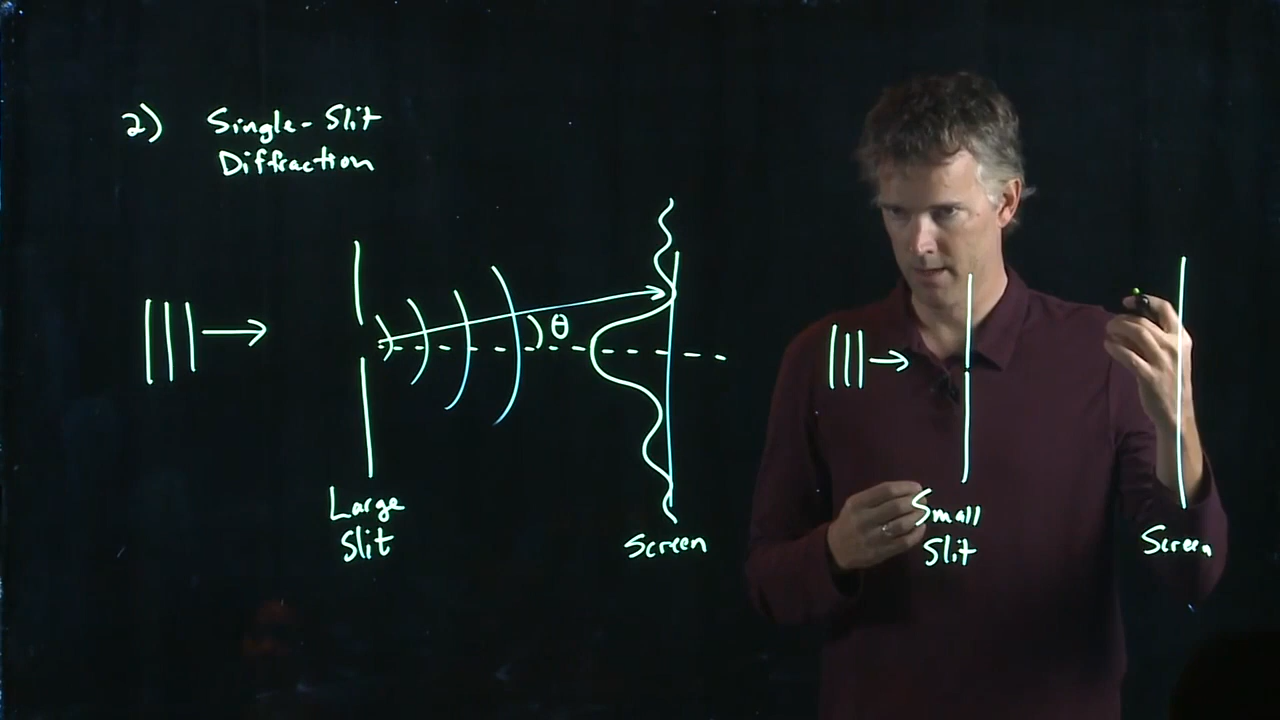 2) Single-Slit
Diffraction
θ
Large
Slit
Screen
Small
Slit
Screen